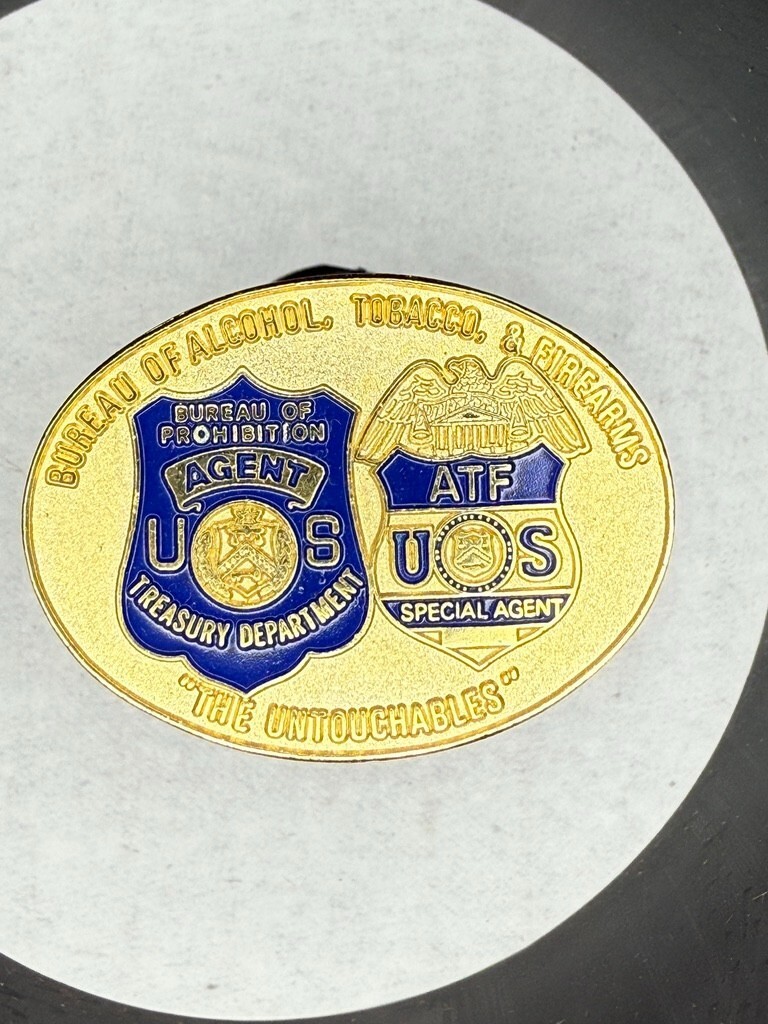 BUREAU OF ALCOHOL, TOBACCO, & FIREARMS
BUREAU OF
PROHIBITION
AGENT
U S
TREASURY DEPARTMENT
ATF
U S
SPECIAL AGENT
"THE UNTOUCHABLES"